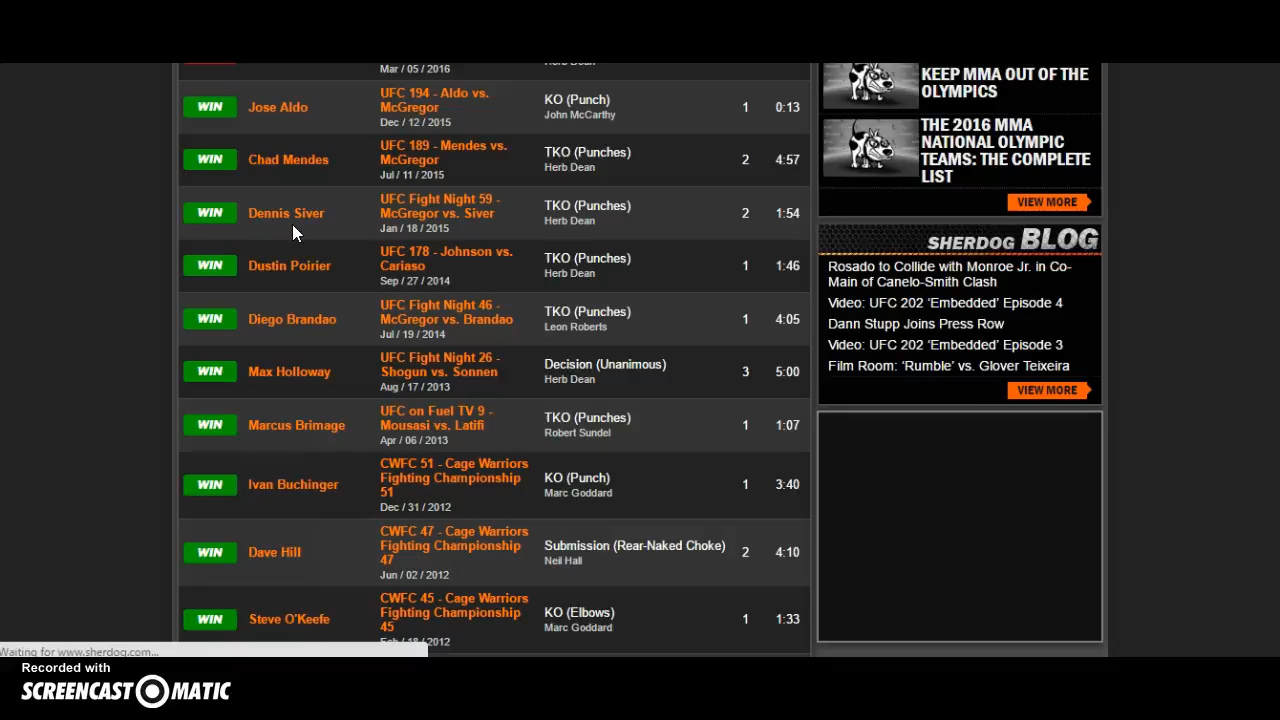 Mar / 05 / 2016
WIN
Jose Aldo
UFC 194 - Aldo vs.
McGregor
Dec / 12 / 2015
KO (Punch)
John McCarthy
1
0:13
WIN
Chad Mendes
UFC 189 - Mendes vs.
McGregor
Jul / 11 / 2015
TKO (Punches)
Herb Dean
2
4:57
WIN
Dennis Siver
UFC Fight Night 59 -
McGregor vs. Siver
Jan / 18 / 2015
TKO (Punches)
Herb Dean
2
1:54
WIN
Dustin Poirier
UFC 178 - Johnson vs.
Cariaso
Sep / 27 / 2014
TKO (Punches)
Herb Dean
1
1:46
WIN
Diego Brandao
UFC Fight Night 46 -
McGregor vs. Brandao
Jul / 19 / 2014
TKO (Punches)
Leon Roberts
1
4:05
WIN
Max Holloway
UFC Fight Night 26 -
Shogun vs. Sonnen
Aug / 17 / 2013
Decision (Unanimous)
Herb Dean
3
5:00
WIN
Marcus Brimage
UFC on Fuel TV 9 -
Mousasi vs. Latifi
Apr / 06 / 2013
TKO (Punches)
Robert Sundel
1
1:07
WIN
Ivan Buchinger
CWFC 51 - Cage Warriors
Fighting Championship
51
Dec / 31 / 2012
KO (Punch)
Marc Goddard
1
3:40
WIN
Dave Hill
CWFC 47 - Cage Warriors
Fighting Championship
47
Jun / 02 / 2012
Submission (Rear-Naked Choke)
Neil Hall
2
4:10
WIN
Steve O'Keefe
CWFC 45 - Cage Warriors
Fighting Championship
45
Feb / 18 / 2012
KO (Elbows)
Marc Goddard
1
1:33
KEEP MMA OUT OF THE
OLYMPICS
THE 2016 MMA
NATIONAL OLYMPIC
TEAMS: THE COMPLETE
LIST
VIEW MORE
SHERDOG BLOG
Rosado to Collide with Monroe Jr. in Co-
Main of Canelo-Smith Clash
Video: UFC 202 ‘Embedded’ Episode 4
Dann Stupp Joins Press Row
Video: UFC 202 ‘Embedded’ Episode 3
Film Room: ‘Rumble’ vs. Glover Teixeira
VIEW MORE
Waiting for www.sherdog.com...
Recorded with
SCREENCAST MATIC